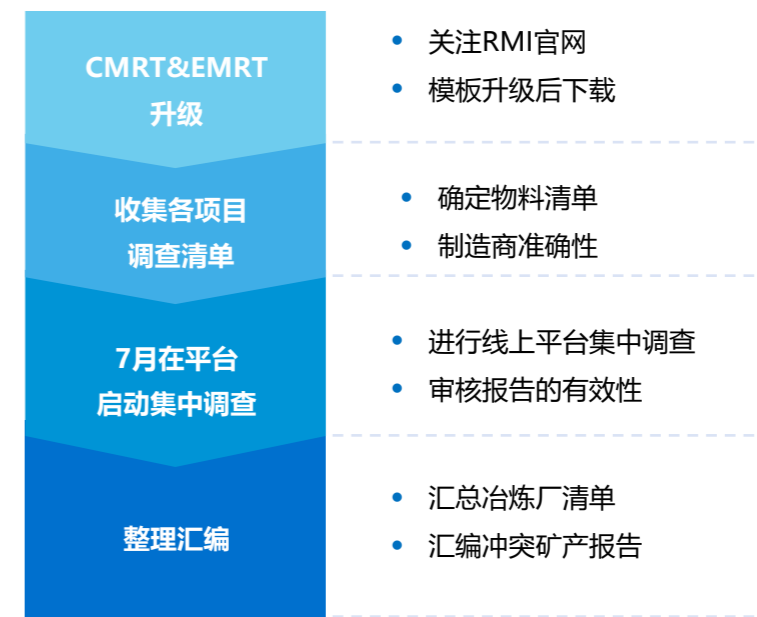 CMRT&EMRT
升级
• 关注RMI官网
• 模板升级后下载
收集各项目
调查清单
• 确定物料清单
• 制造商准确性
7月在平台
启动集中调查
• 进行线上平台集中调查
• 审核报告的有效性
整理汇编
• 汇总冶炼厂清单
• 汇编冲突矿产报告